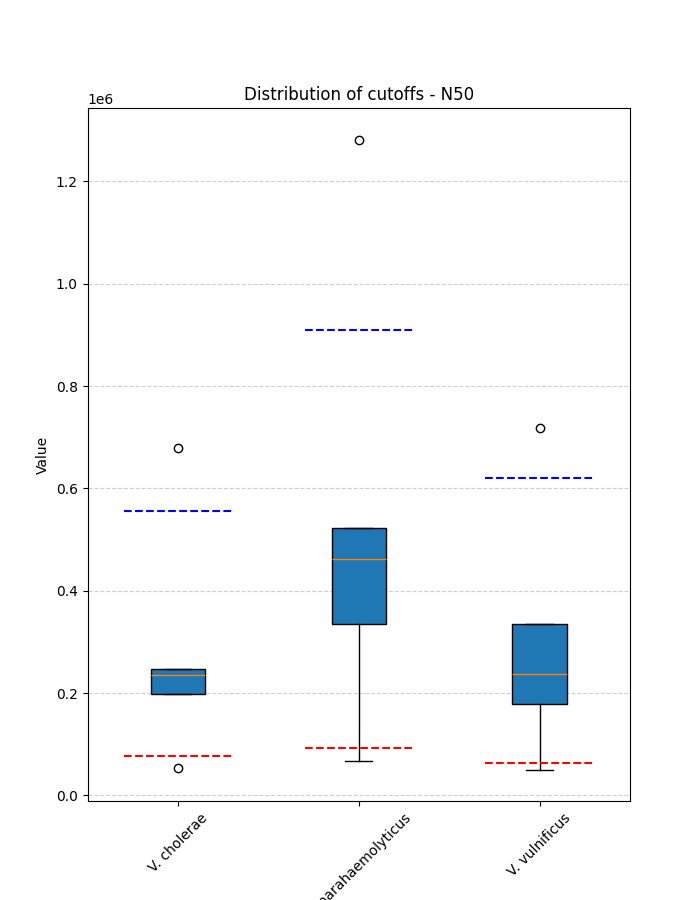 Distribution of cutoffs - N50
1e6
1.2
1.0
0.8
0.6
0.4
0.2
0.0
Value
V. cholerae
parahaemolyticus
V. vulnificus